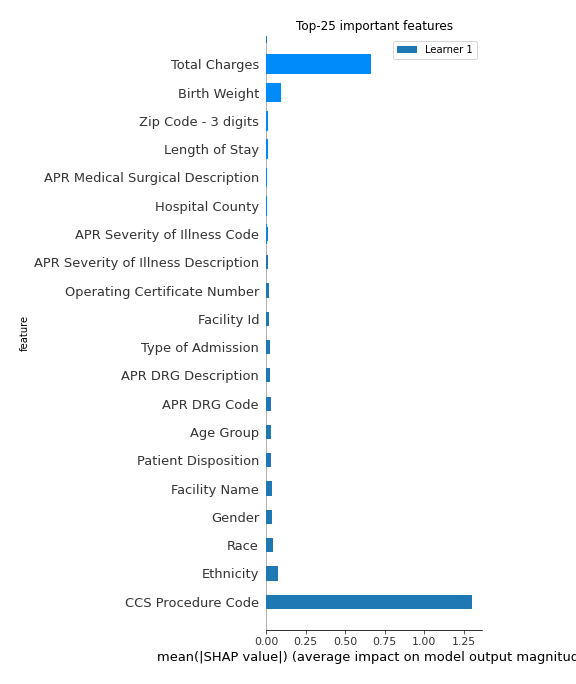 Top-25 important features
Learner 1
Total Charges
Birth Weight
Zip Code - 3 digits
Length of Stay
APR Medical Surgical Description
Hospital County
APR Severity of Illness Code
APR Severity of Illness Description
Operating Certificate Number
Facility Id
Type of Admission
APR DRG Description
APR DRG Code
Age Group
Patient Disposition
Facility Name
Gender
Race
Ethnicity
CCS Procedure Code
feature
0.00 0.25 0.50 0.75 1.00 1.25
mean(|SHAP value|) (average impact on model output magnitud